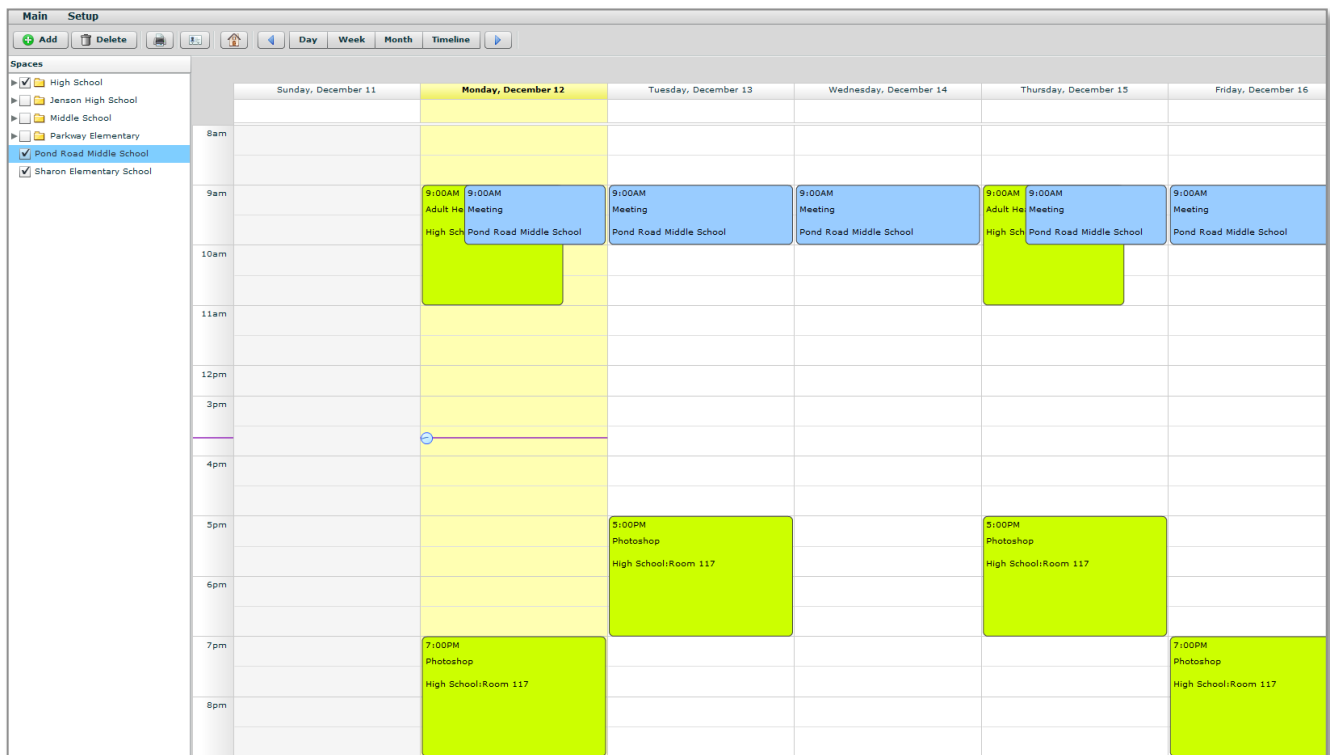 Main Setup
Add Delete Day Week Month Timeline
Spaces
High School
Jenson High School
Middle School
Parkway Elementary
Pond Road Middle School
Sharon Elementary School
Sunday, December 11 Monday, December 12 Tuesday, December 13 Wednesday, December 14 Thursday, December 15 Friday, December 16
8am
9am
9:00AM 9:00AM 9:00AM 9:00AM 9:00AM 9:00AM 9:00AM
Adult He Meeting Meeting Meeting Adult He Meeting Meeting
High Sch Pond Road Middle School Pond Road Middle School Pond Road Middle School High Sch Pond Road Middle School Pond Road Middle School
10am
11am
12pm
3pm
4pm
5pm
5:00PM 5:00PM
Photoshop Photoshop
High School:Room 117 High School:Room 117
6pm
7pm
7:00PM 7:00PM
Photoshop Photoshop
High School:Room 117 High School:Room 117
8pm